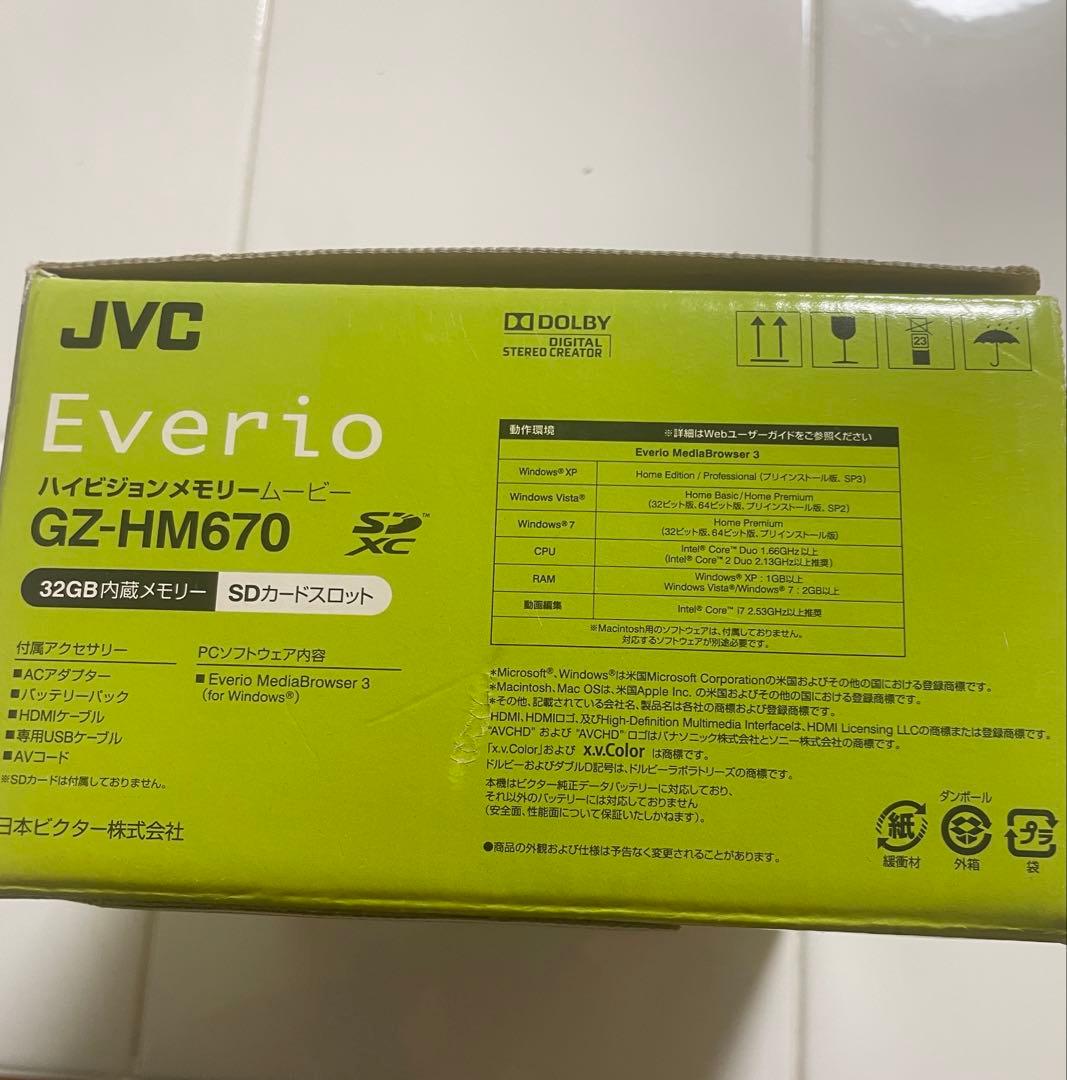 JVC
Everio
ハイビジョンメモリームービー
GZ-HM670
SD XC™
32GB内蔵メモリー SDカードスロット
付属アクセサリー
■ACアダプター
■バッテリーパック
■HDMIケーブル
■専用USBケーブル
■AVコード
※SDカードは付属しておりません。
日本ビクター株式会社
PCソフトウェア内容
■Everio MediaBrowser 3
(for Windows®)
DOLBY
DIGITAL
STEREO CREATOR
23
動作環境 ※詳細はWebユーザーガイドをご参照ください
Everio MediaBrowser 3
Windows® XP Home Edition / Professional (プリインストール版、SP3)
Windows Vista® Home Basic/Home Premium
(32ビット版、64ビット版、プリインストール版、SP2)
Windows® 7 Home Premium
(32ビット版、64ビット版、プリインストール版)
CPU Intel® Core™ Duo 1.66GHz以上
(Intel® Core™ 2 Duo 2.13GHz以上推奨)
RAM Windows® XP : 1GB以上
Windows Vista®/Windows® 7 : 2GB以上
動画編集 Intel® Core™ i7 2.53GHz以上推奨
※Macintosh用のソフトウェアは、付属しておりません。
対応するソフトウェアが別途必要です。
*Microsoft®、Windows®は米国Microsoft Corporationの米国およびその他の国における登録商標です。
*Macintosh、Mac OSは、米国Apple Inc. の米国およびその他の国における登録商標です。
*その他、記載されている会社名、製品名は各社の商標および登録商標です。
HDMI、HDMIロゴ、及びHigh-Definition Multimedia Interfaceは、HDMI Licensing LLCの商標または登録商標です。
"AVCHD" および "AVCHD" ロゴはパナソニック株式会社とソニー株式会社の商標です。
「x.v.Color」および x.v.Color は商標です。
ドルビーおよびダブルD記号は、ドルビーラボラトリーズの商標です。
本機はビクター純正データバッテリーに対応しており、
それ以外のバッテリーには対応しておりません
(安全面、性能面について保証いたしかねます)。
●商品の外観および仕様は予告なく変更されることがあります。
ダンボール
紙
プラ
緩衝材
外箱
袋